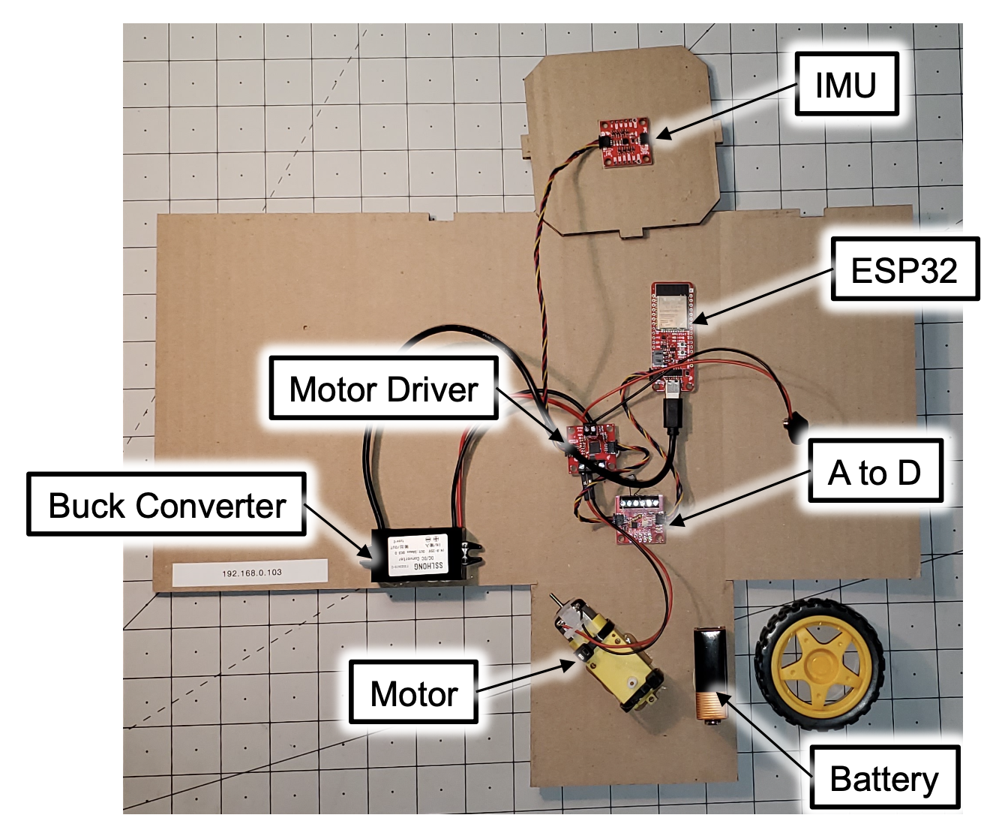 IMU
ESP32
Motor Driver
A to D
Buck Converter
SSLHONG
DC/DC Converter
192.168.0.103
Motor
Battery